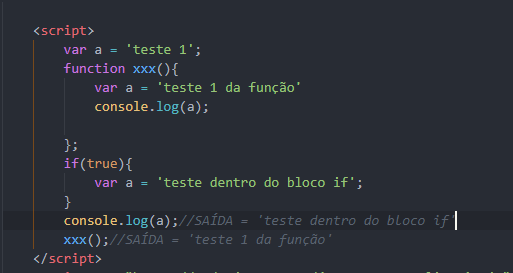 <script>
var a = 'teste 1';
function xxx(){
var a = 'teste 1 da função'
console.log(a);
};
if(true){
var a = 'teste dentro do bloco if';
}
console.log(a);//SAÍDA = 'teste dentro do bloco if'
xxx();//SAÍDA = 'teste 1 da função'
</script>